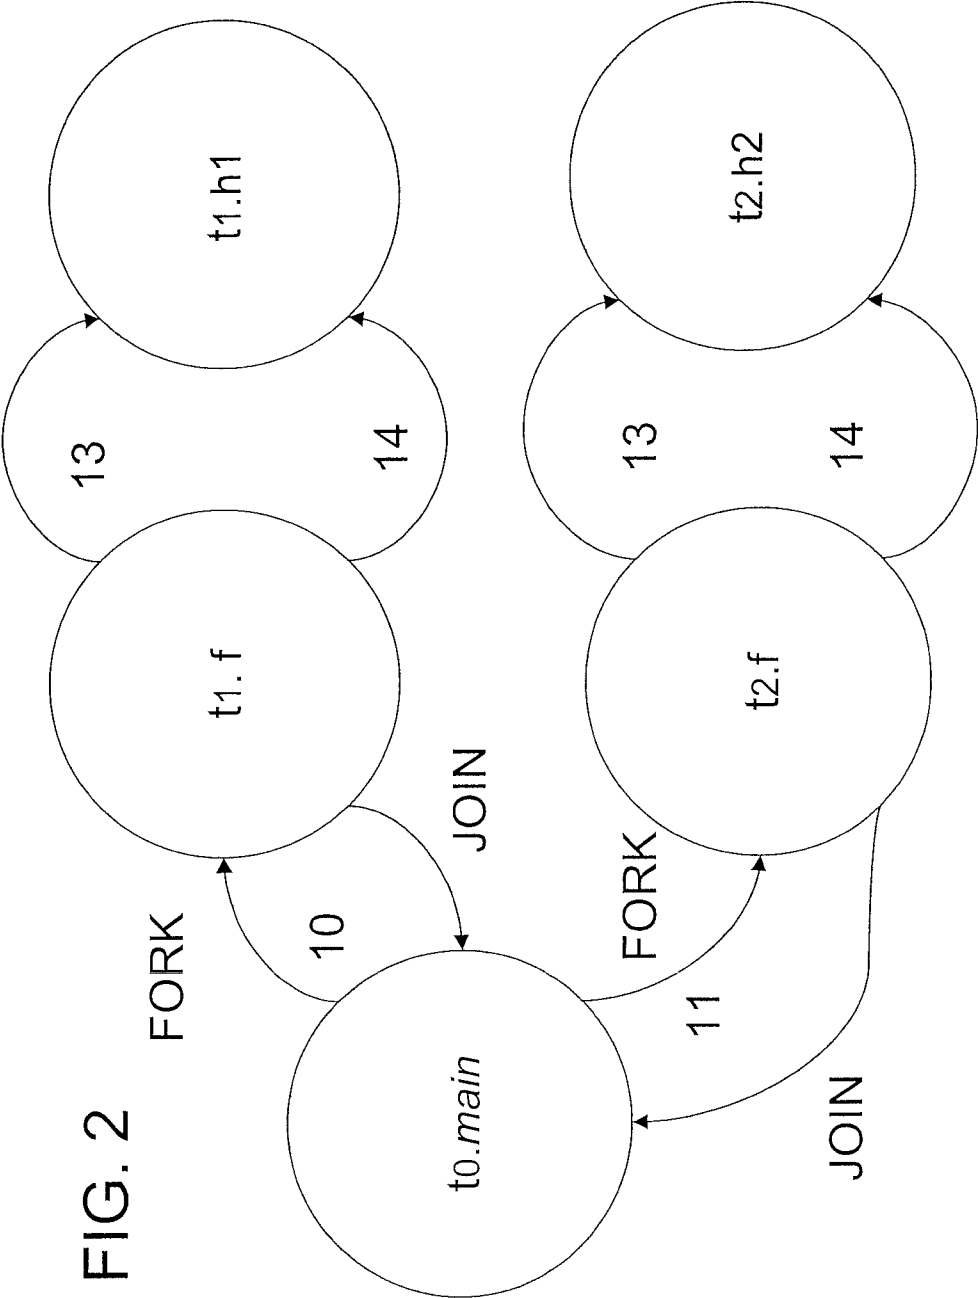 FIG. 2
FORK
10
JOIN
t0.main
FORK
11
JOIN
t1. f
13
14
t1.h1
t2.f
13
14
t2.h2